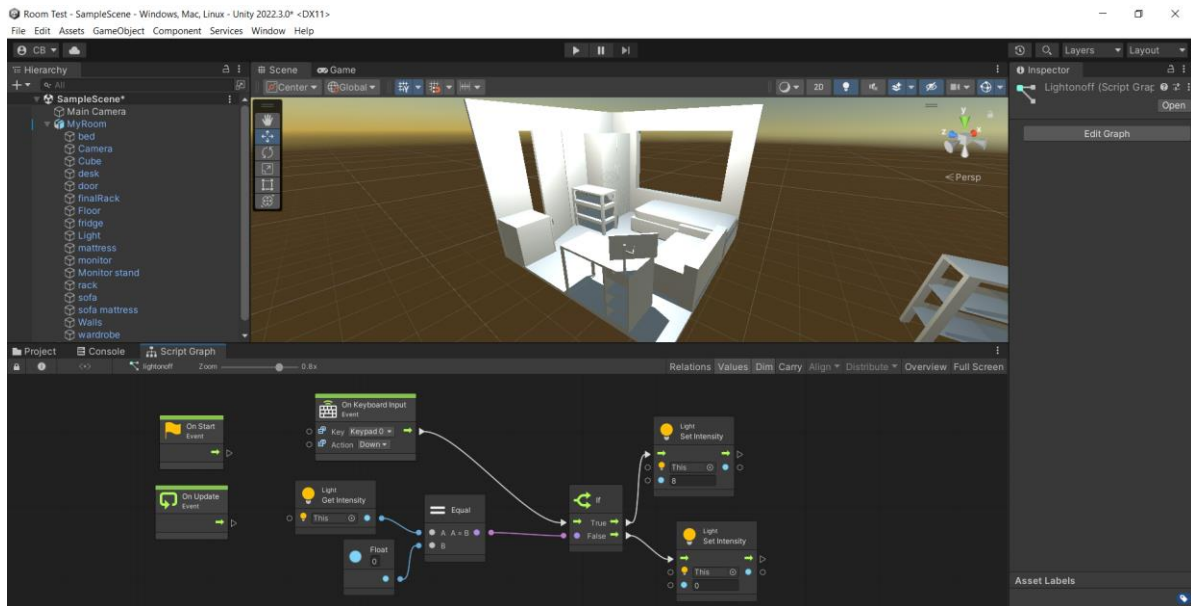 Room Test - SampleScene - Windows, Mac, Linux - Unity 2022.3.0* <DX11>
File Edit Assets GameObject Component Services Window Help
CB Layers Layout
Hierarchy Scene Game Inspector
All Center Global 2D Lightonoff (Script Grap
Open
SampleScene*
Main Camera
MyRoom
Edit Graph
bed
Camera
Cube
desk
door
finalRack
Floor
fridge
Light
mattress
monitor
Monitor stand
rack
sofa
sofa mattress
Walls
wardrobe
y
z x
Persp
Project Console Script Graph
lightonoff Zoom 0.8x Relations Values Dim Carry Align Distribute Overview Full Screen
On Start
Event
On Update
Event
On Keyboard Input
Event
Key Keypad 0
Action Down
Light
Get Intensity
This
Float
0
Equal
A A = B
B
If
True
False
Light
Set Intensity
This
8
Light
Set Intensity
This
0
Asset Labels